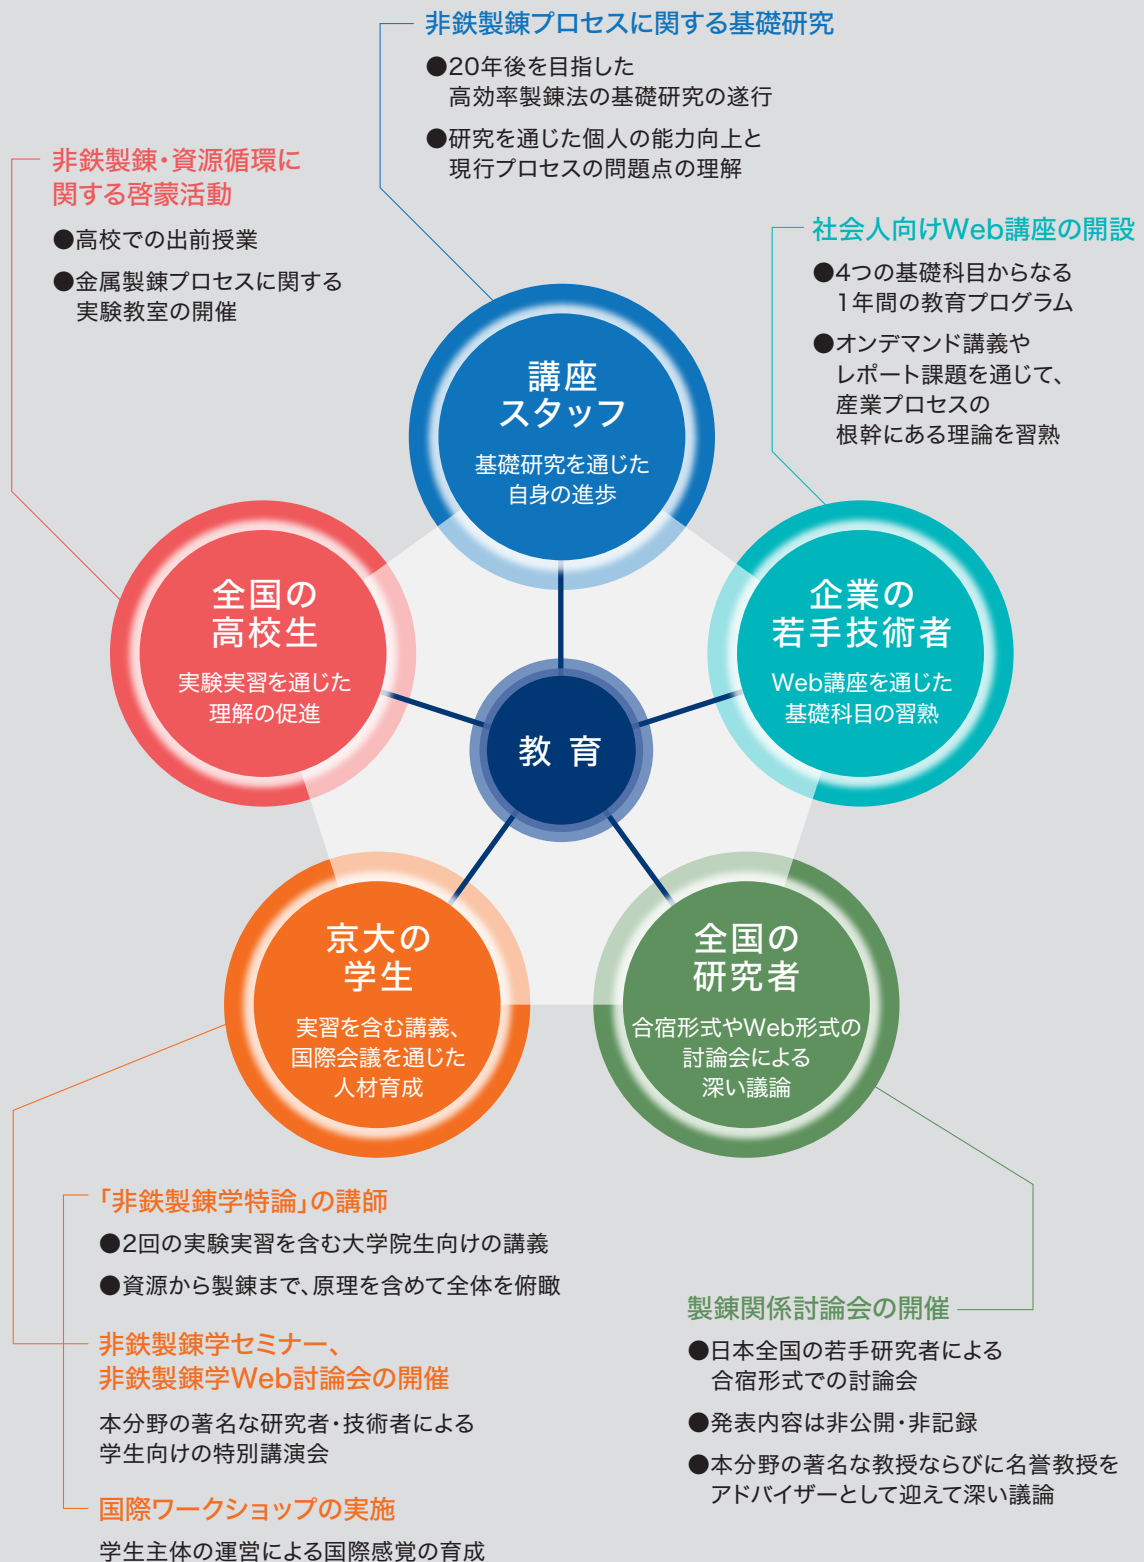 非鉄製錬プロセスに関する基礎研究
●20年後を目指した
高効率製錬法の基礎研究の遂行
●研究を通じた個人の能力向上と
現行プロセスの問題点の理解
非鉄製錬・資源循環に
関する啓蒙活動
●高校での出前授業
●金属製錬プロセスに関する
実験教室の開催
社会人向けWeb講座の開設
●4つの基礎科目からなる
1年間の教育プログラム
●オンデマンド講義や
レポート課題を通じて、
産業プロセスの
根幹にある理論を習熟
講座
スタッフ
基礎研究を通じた
自身の進歩
全国の
高校生
実験実習を通じた
理解の促進
企業の
若手技術者
Web講座を通じた
基礎科目の習熟
教育
京大の
学生
実習を含む講義、
国際会議を通じた
人材育成
全国の
研究者
合宿形式やWeb形式の
討論会による
深い議論
「非鉄製錬学特論」の講師
●2回の実験実習を含む大学院生向けの講義
●資源から製錬まで、原理を含めて全体を俯瞰
非鉄製錬学セミナー、
非鉄製錬学Web討論会の開催
本分野の著名な研究者・技術者による
学生向けの特別講演会
国際ワークショップの実施
学生主体の運営による国際感覚の育成
製錬関係討論会の開催
●日本全国の若手研究者による
合宿形式での討論会
●発表内容は非公開・非記録
●本分野の著名な教授ならびに名誉教授を
アドバイザーとして迎えて深い議論